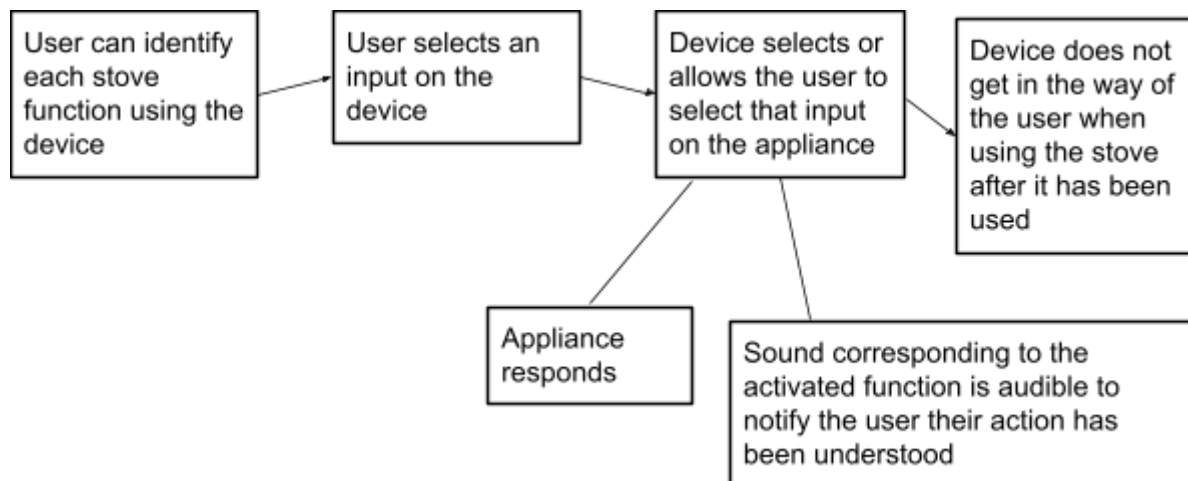 User can identify
each stove
function using the
device
User selects an
input on the
device
Device selects or
allows the user to
select that input
on the appliance
Device does not
get in the way of
the user when
using the stove
after it has been
used
Appliance
responds
Sound corresponding to the
activated function is audible to
notify the user their action has
been understood